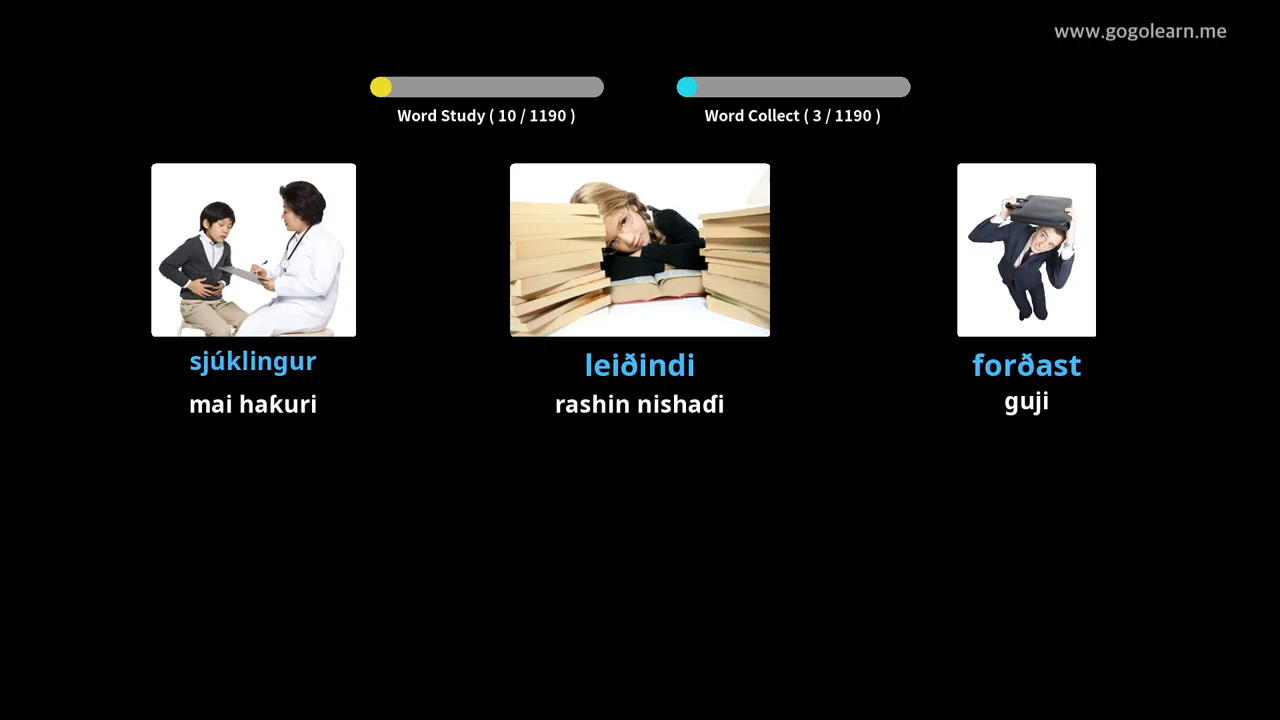 www.gogolearn.me
Word Study ( 10 / 1190 )
Word Collect ( 3 / 1190 )
sjúklingur
mai haƙuri
leiðindi
rashin nishaɗi
forðast
guji